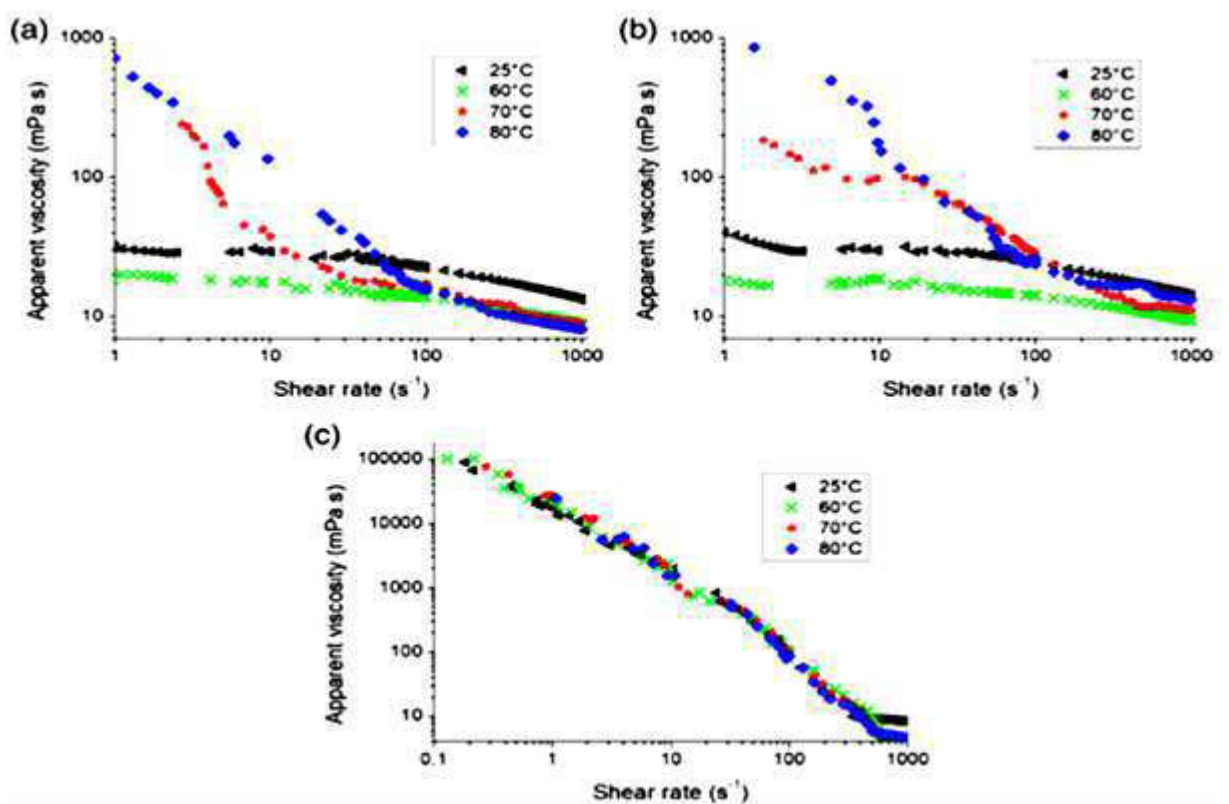 (a)
1000
100
10
Apparent viscosity (mPa s)
25°C
60°C
70°C
80°C
1 10 100 1000
Shear rate (s⁻¹)
(b)
1000
100
10
Apparent viscosity (mPa s)
25°C
60°C
70°C
80°C
1 10 100 1000
Shear rate (s⁻¹)
(c)
100000
10000
1000
100
10
Apparent viscosity (mPa s)
25°C
60°C
70°C
80°C
0.1 1 10 100 1000
Shear rate (s⁻¹)